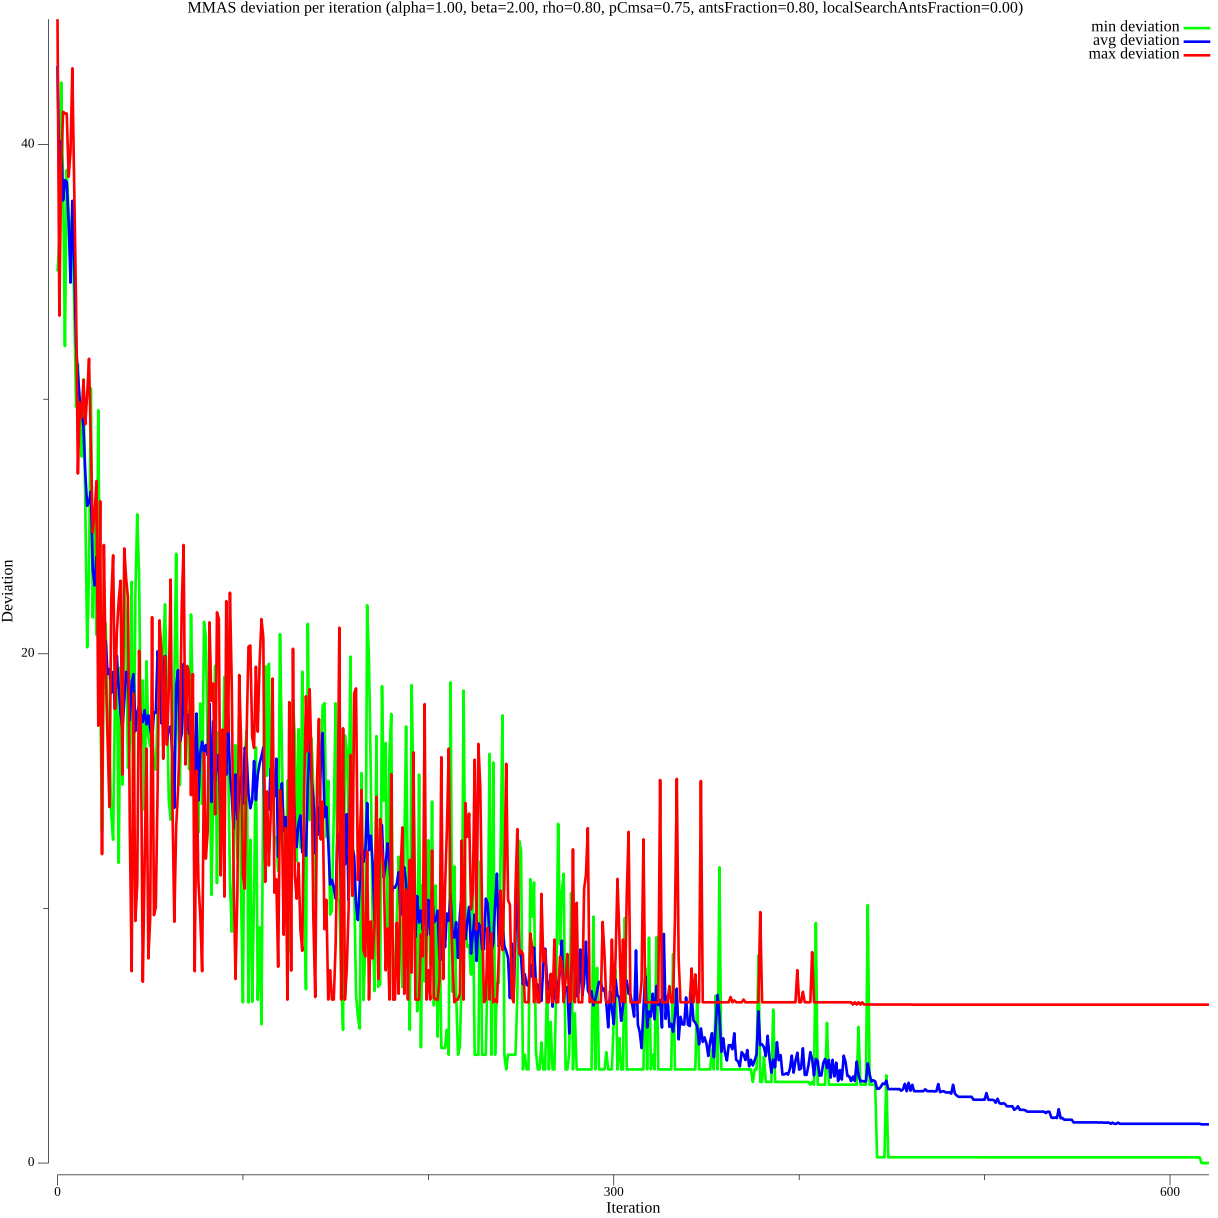 MMAS deviation per iteration (alpha=1.00, beta=2.00, rho=0.80, pCmsa=0.75, antsFraction=0.80, localSearchAntsFraction=0.00)
min deviation
avg deviation
max deviation
40
20
0
Deviation
0
300
600
Iteration